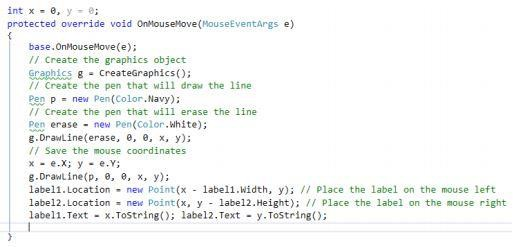 int x = 0, y = 0;
protected override void OnMouseMove(MouseEventArgs e)
{
base.OnMouseMove(e);
// Create the graphics object
Graphics g = CreateGraphics();
// Create the pen that will draw the line
Pen p = new Pen(Color.Navy);
// Create the pen that will erase the line
Pen erase = new Pen(Color.White);
g.DrawLine(erase, 0, 0, x, y);
// Save the mouse coordinates
x = e.X; y = e.Y;
g.DrawLine(p, 0, 0, x, y);
label1.Location = new Point(x - label1.Width, y); // Place the label on the mouse left
label2.Location = new Point(x, y - label2.Height); // Place the label on the mouse right
label1.Text = x.ToString(); label2.Text = y.ToString();
}